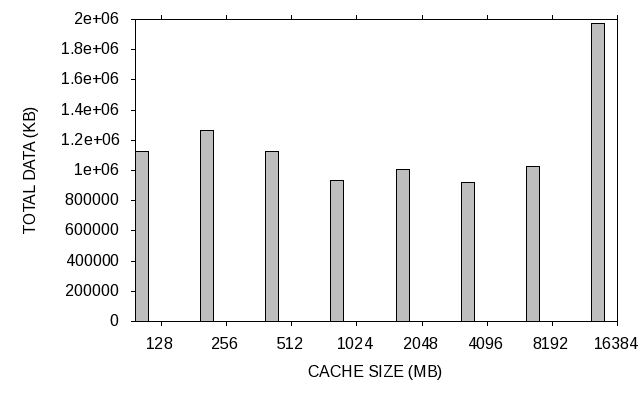 2e+06
1.8e+06
1.6e+06
1.4e+06
1.2e+06
1e+06
800000
600000
400000
200000
0
TOTAL DATA (KB)
128 256 512 1024 2048 4096 8192 16384
CACHE SIZE (MB)